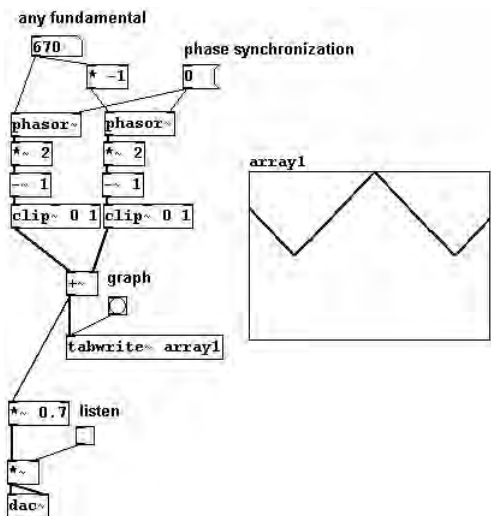 any fundamental
670
phase synchronization
* -1
0
phasor~
phasor~
*~ 2
*~ 2
-~ 1
-~ 1
clip~ 0 1
clip~ 0 1
array1
+~
graph
tabwrite~ array1
*~ 0.7
listen
*~
dac~